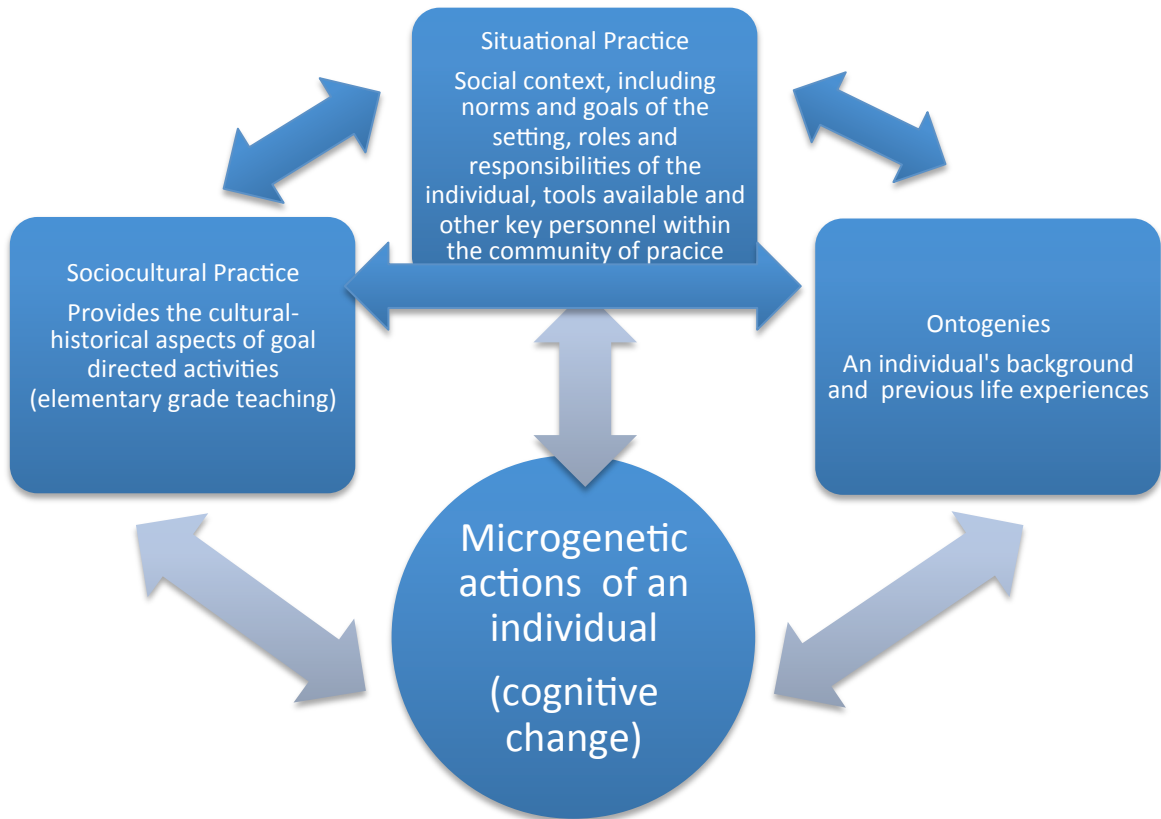 Situational Practice
Social context, including
norms and goals of the
setting, roles and
responsibilities of the
individual, tools available and
other key personnel within
the community of pracice
Sociocultural Practice
Provides the cultural-
historical aspects of goal
directed activities
(elementary grade teaching)
Ontogenies
An individual's background
and previous life experiences
Microgenetic
actions of an
individual
(cognitive
change)